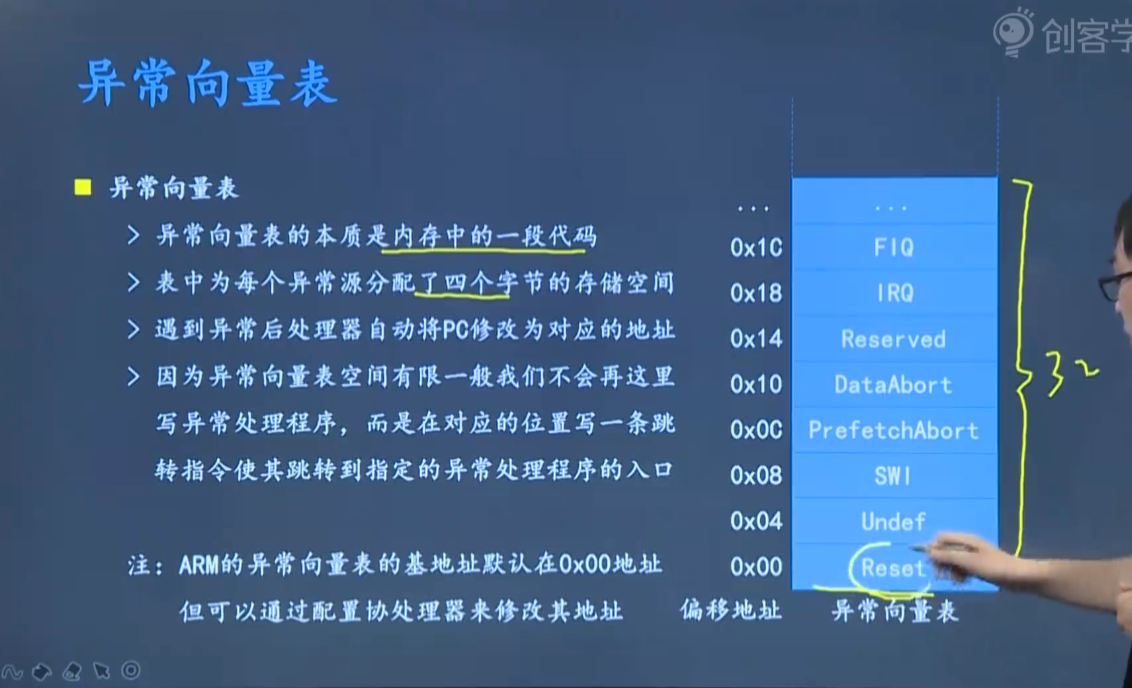 创客学
异常向量表
异常向量表
> 异常向量表的本质是内存中的一段代码
> 表中为每个异常源分配了四个字节的存储空间
> 遇到异常后处理器自动将PC修改为对应的地址
> 因为异常向量表空间有限一般我们不会再这里
写异常处理程序，而是在对应的位置写一条跳
转指令使其跳转到指定的异常处理程序的入口
注：ARM的异常向量表的基地址默认在0x00地址
但可以通过配置协处理器来修改其地址
... ...
0x1C FIQ
0x18 IRQ
0x14 Reserved
0x10 DataAbort
0x0C PrefetchAbort
0x08 SWI
0x04 Undef
0x00 Reset
偏移地址 异常向量表
32